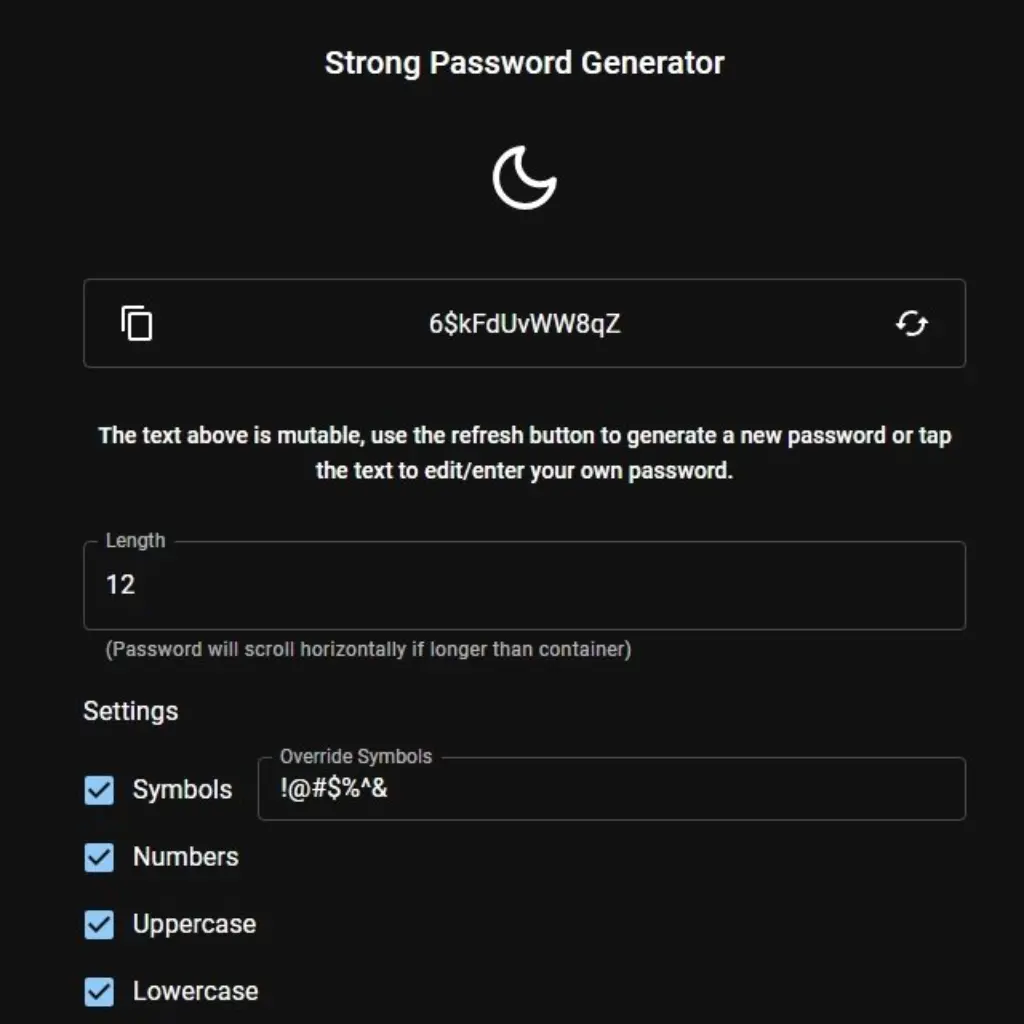 Strong Password Generator
6$kFdUvWW8qZ
The text above is mutable, use the refresh button to generate a new password or tap
the text to edit/enter your own password.
Length
12
(Password will scroll horizontally if longer than container)
Settings
Override Symbols
Symbols !@#$%^&
Numbers
Uppercase
Lowercase